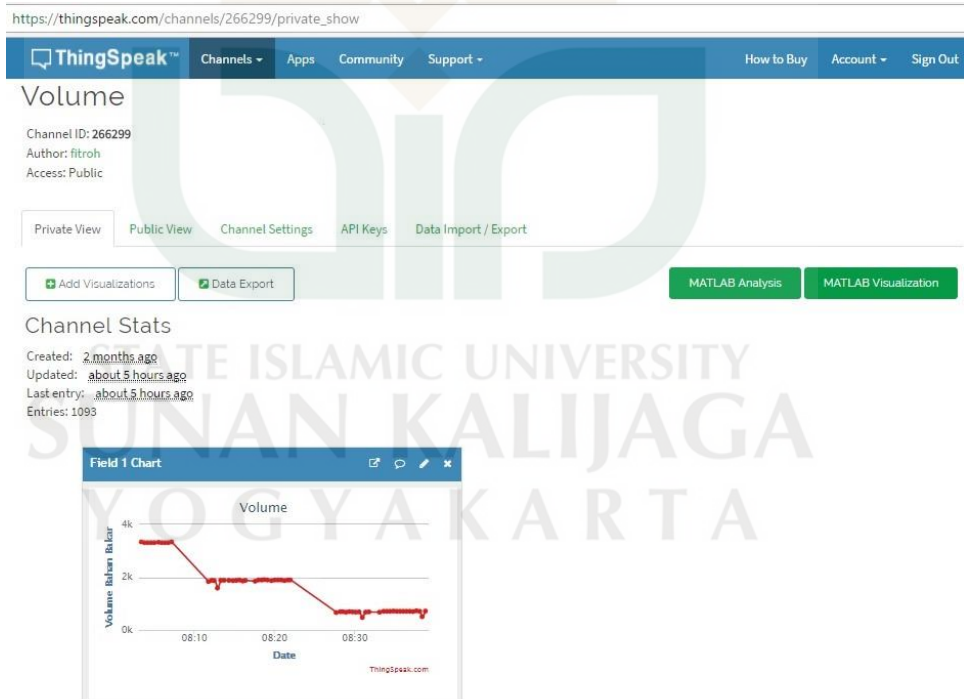 https://thingspeak.com/channels/266299/private_show
ThingSpeak™ Channels Apps Community Support How to Buy Account Sign Out
Volume
Channel ID: 266299
Author: fitroh
Access: Public
Private View Public View Channel Settings API Keys Data Import / Export
Add Visualizations Data Export MATLAB Analysis MATLAB Visualization
Channel Stats
Created: 2 months ago
Updated: about 5 hours ago
Last entry: about 5 hours ago
Entries: 1093
STATE ISLAMIC UNIVERSITY
SUNAN KALIJAGA
YOGYAKARTA
Field 1 Chart
Volume
Volume Bahan Bakar
4k
2k
0k
08:10 08:20 08:30
Date
ThingSpeak.com